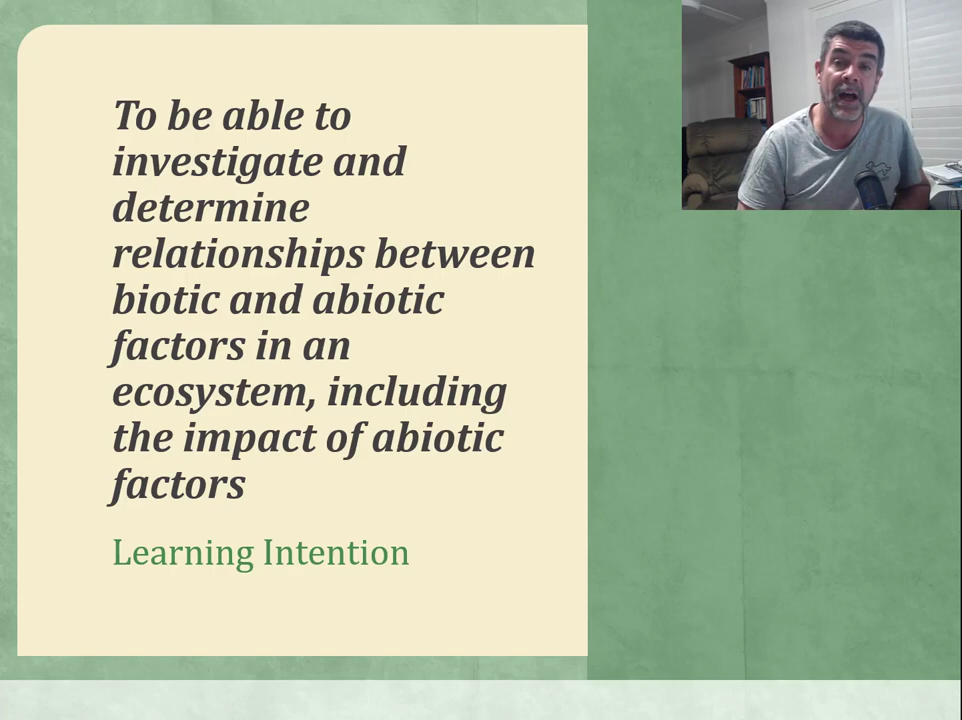 To be able to
investigate and
determine
relationships between
biotic and abiotic
factors in an
ecosystem, including
the impact of abiotic
factors
Learning Intention